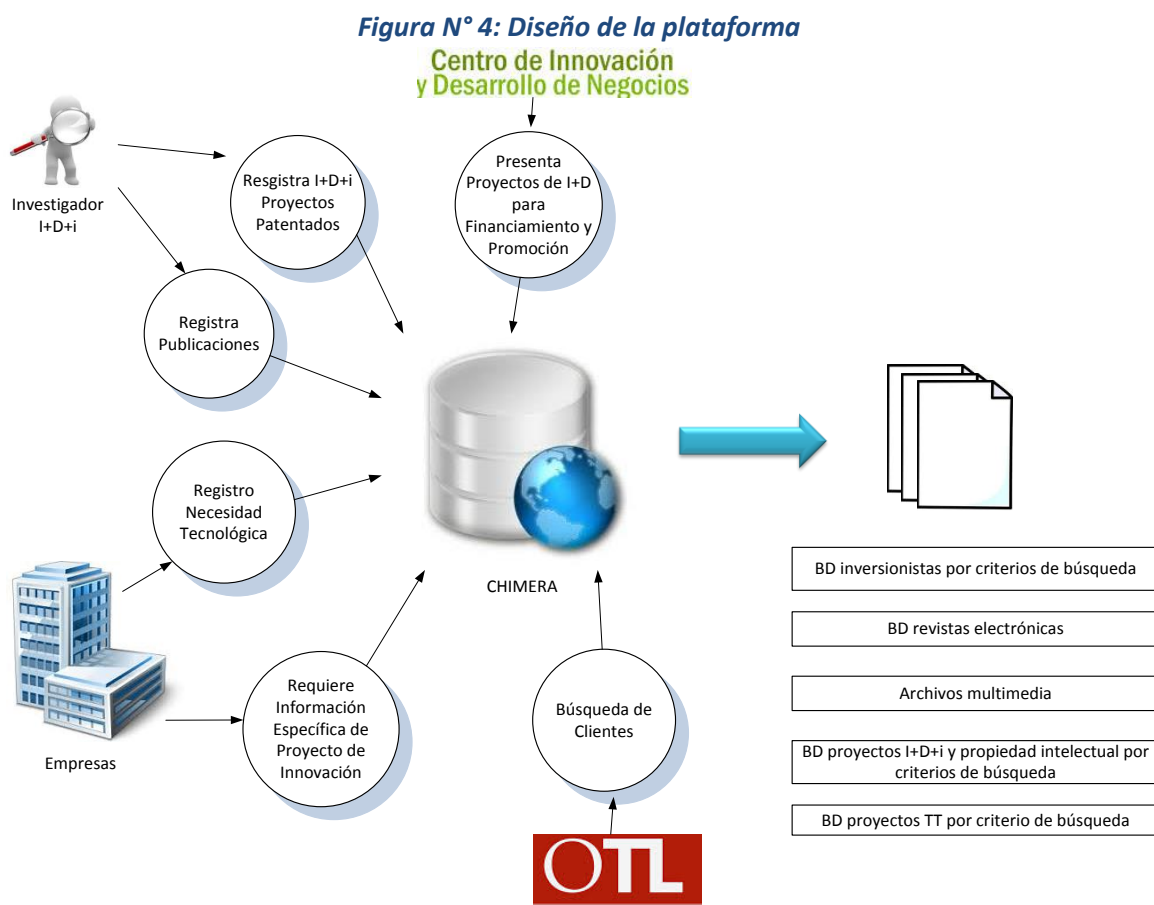 Figura N° 4: Diseño de la plataforma
Centro de Innovación
y Desarrollo de Negocios
Investigador
I+D+i
Resgistra I+D+i
Proyectos
Patentados
Presenta
Proyectos de I+D
para
Financiamiento y
Promoción
Registra
Publicaciones
Registro
Necesidad
Tecnológica
CHIMERA
Empresas
Requiere
Información
Específica de
Proyecto de
Innovación
Búsqueda de
Clientes
OTL
BD inversionistas por criterios de búsqueda
BD revistas electrónicas
Archivos multimedia
BD proyectos I+D+i y propiedad intelectual por
criterios de búsqueda
BD proyectos TT por criterio de búsqueda